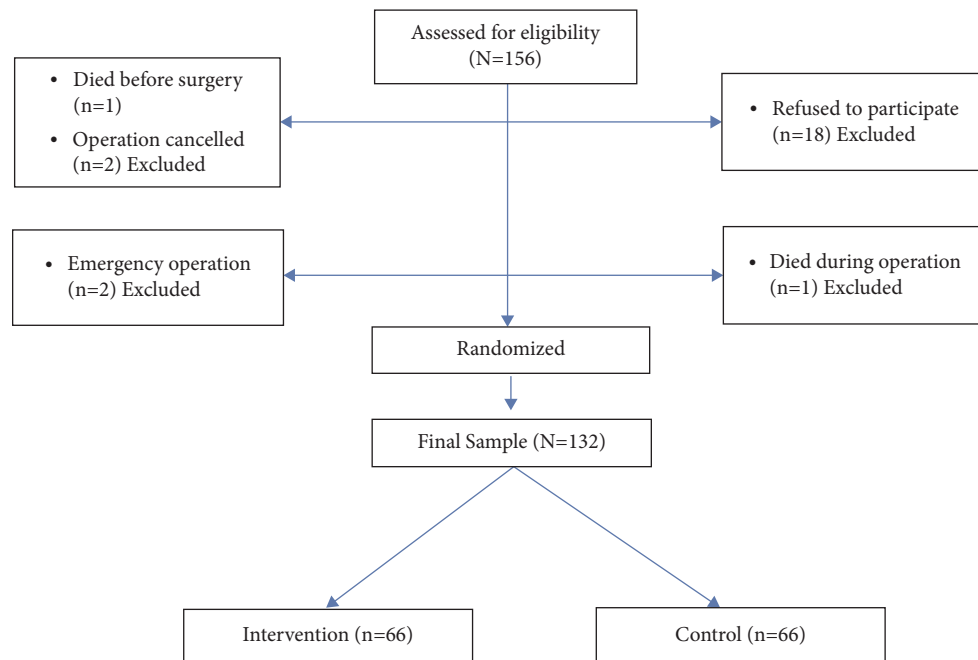 Assessed for eligibility
(N=156)
• Died before surgery
(n=1)
• Operation cancelled
(n=2) Excluded
• Refused to participate
(n=18) Excluded
• Emergency operation
(n=2) Excluded
• Died during operation
(n=1) Excluded
Randomized
Final Sample (N=132)
Intervention (n=66)
Control (n=66)